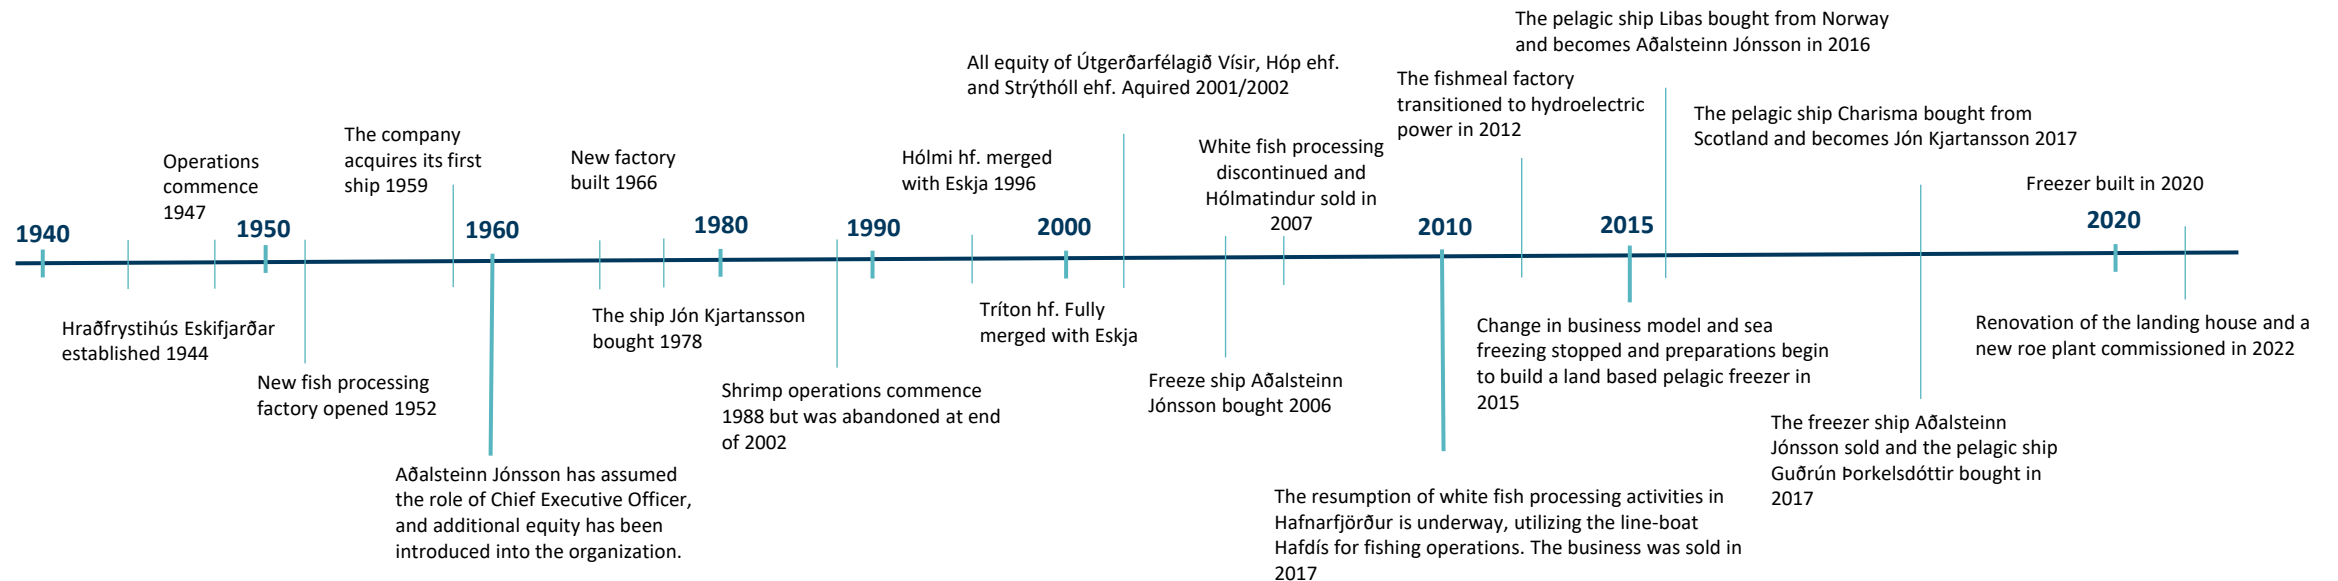 The pelagic ship Libas bought from Norway
and becomes Aðalsteinn Jónsson in 2016
All equity of Útgerðarfélagið Vísir, Hóp ehf.
and Strýthóll ehf. Aquired 2001/2002
The fishmeal factory
transitioned to hydroelectric
power in 2012
The pelagic ship Charisma bought from
Scotland and becomes Jón Kjartansson 2017
The company
acquires its first
ship 1959
Operations
commence
1947
New factory
built 1966
Hólmi hf. merged
with Eskja 1996
White fish processing
discontinued and
Hólmatindur sold in
2007
Freezer built in 2020
1940
1950
1960
1980
1990
2000
2010
2015
2020
Hraðfrystihús Eskifjarðar
established 1944
New fish processing
factory opened 1952
Aðalsteinn Jónsson has assumed
the role of Chief Executive Officer,
and additional equity has been
introduced into the organization.
The ship Jón Kjartansson
bought 1978
Shrimp operations commence
1988 but was abandoned at end
of 2002
Tríton hf. Fully
merged with Eskja
Freeze ship Aðalsteinn
Jónsson bought 2006
The resumption of white fish processing activities in
Hafnarfjörður is underway, utilizing the line-boat
Hafdís for fishing operations. The business was sold in
2017
Change in business model and sea
freezing stopped and preparations begin
to build a land based pelagic freezer in
2015
The freezer ship Aðalsteinn
Jónsson sold and the pelagic ship
Guðrún Þorkelsdóttir bought in
2017
Renovation of the landing house and a
new roe plant commissioned in 2022